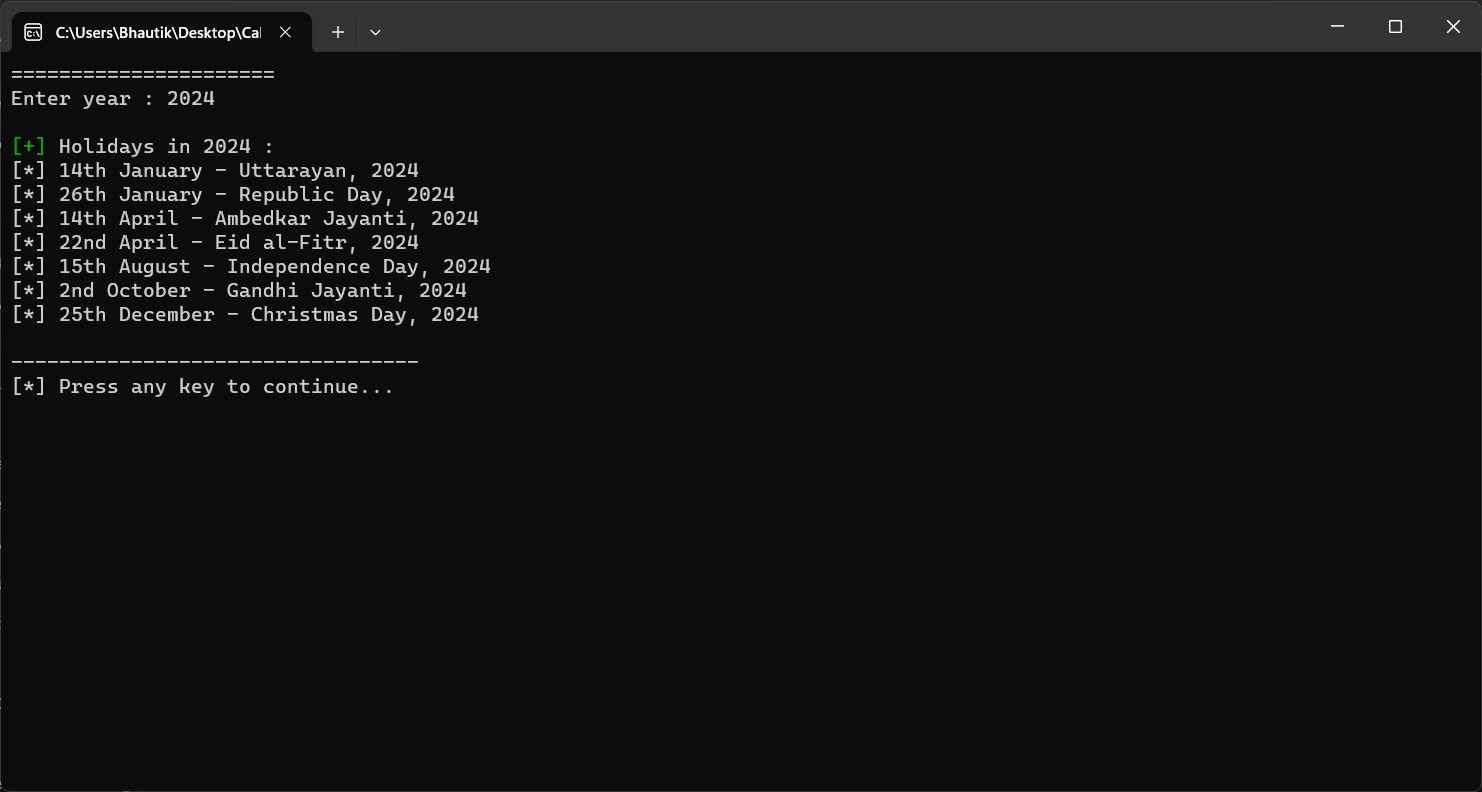 C:\Users\Bhautik\Desktop\Cal
======================
Enter year : 2024
[+] Holidays in 2024 :
[*] 14th January - Uttarayan, 2024
[*] 26th January - Republic Day, 2024
[*] 14th April - Ambedkar Jayanti, 2024
[*] 22nd April - Eid al-Fitr, 2024
[*] 15th August - Independence Day, 2024
[*] 2nd October - Gandhi Jayanti, 2024
[*] 25th December - Christmas Day, 2024
----------------------------------
[*] Press any key to continue...